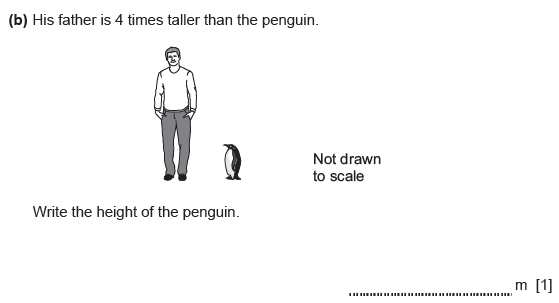 (b) His father is 4 times taller than the penguin.
Not drawn
to scale
Write the height of the penguin.
m [1]